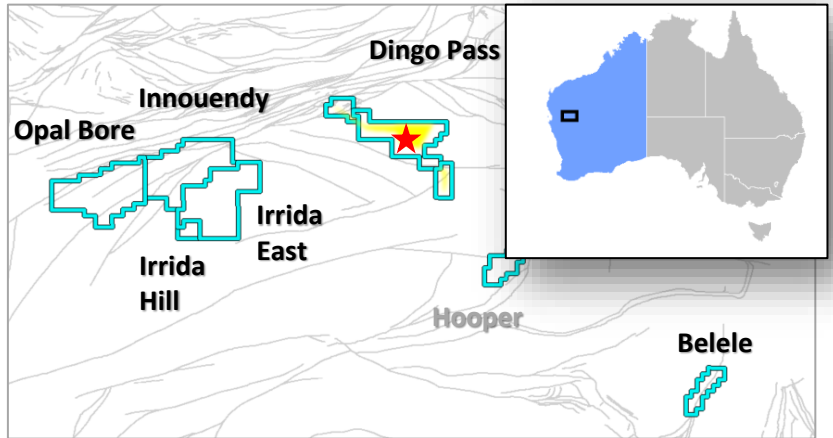 Dingo Pass
Innouendy
Opal Bore
Irrida
East
Irrida
Hill
Hooper
Belele